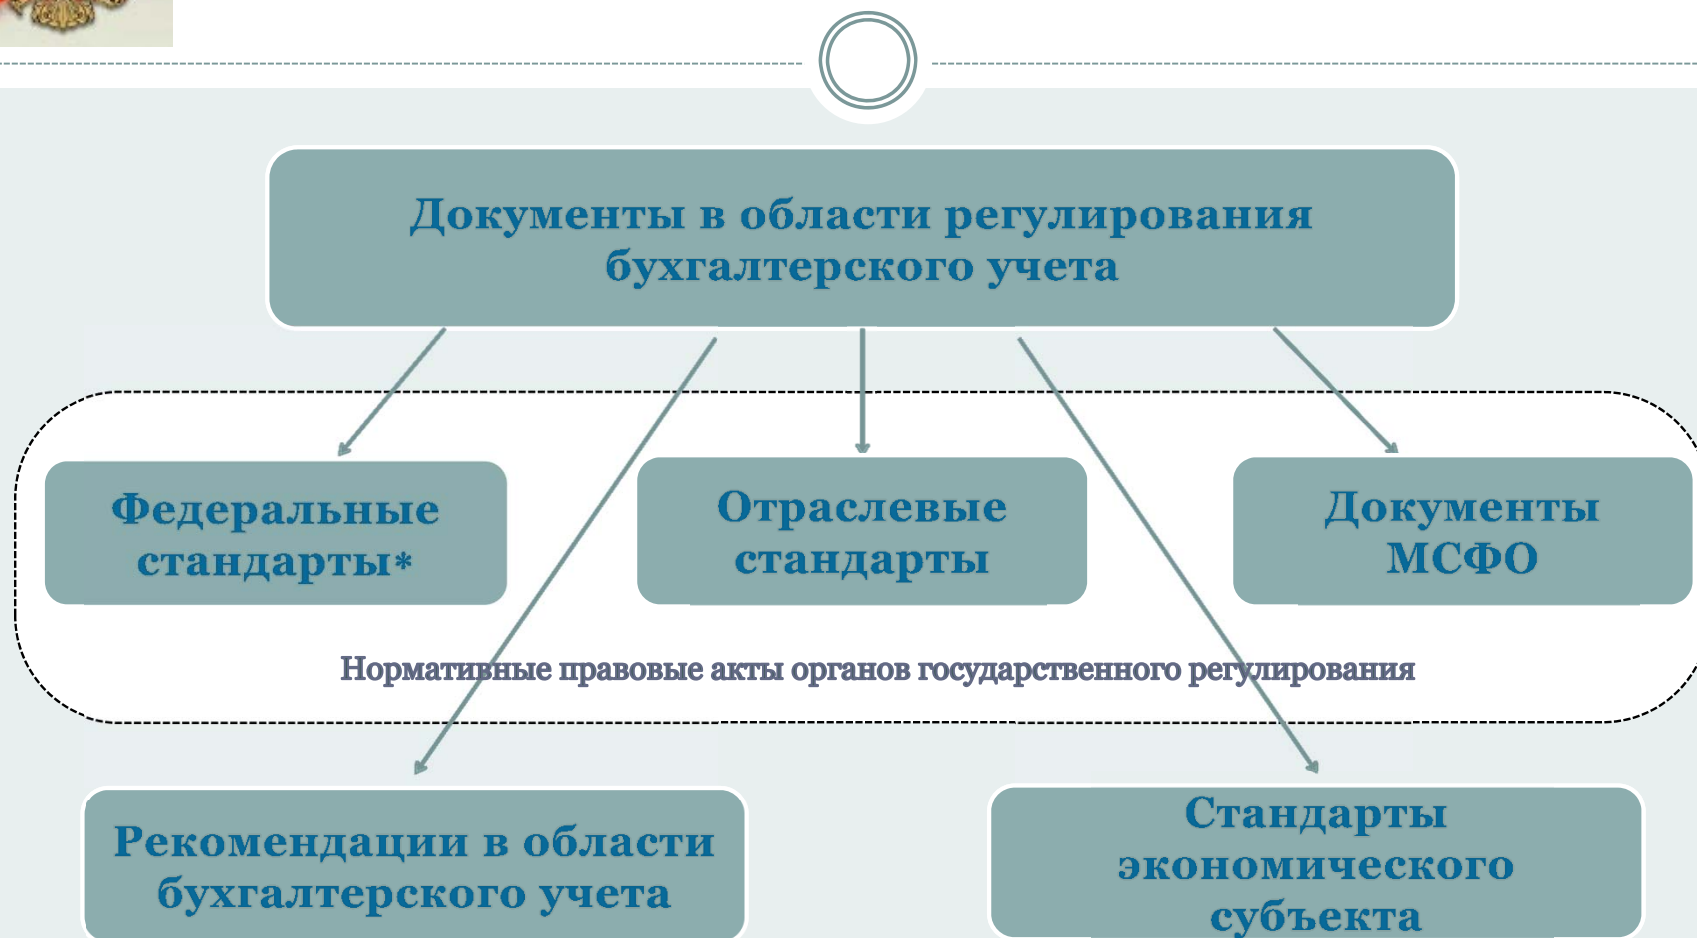 Документы в области регулирования
бухгалтерского учета
Федеральные
стандарты*
Отраслевые
стандарты
Документы
МСФО
Нормативные правовые акты органов государственного регулирования
Рекомендации в области
бухгалтерского учета
Стандарты
экономического
субъекта